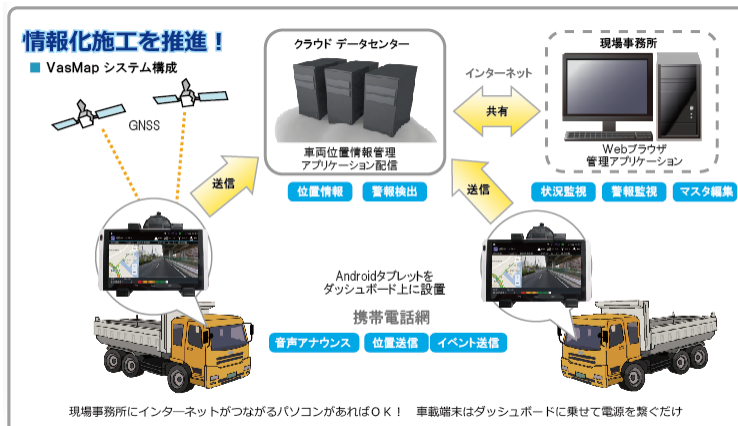 情報化施工を推進！
■ VasMap システム構成
GNSS
送信
クラウド データセンター
車両位置情報管理
アプリケーション配信
位置情報
警報検出
インターネット
共有
送信
現場事務所
Webブラウザ
管理アプリケーション
状況監視
警報監視
マスタ編集
Androidタブレットを
ダッシュボード上に設置
携帯電話網
音声アナウンス
位置送信
イベント送信
現場事務所にインターネットがつながるパソコンがあればＯＫ！　車載端末はダッシュボードに乗せて電源を繋ぐだけ